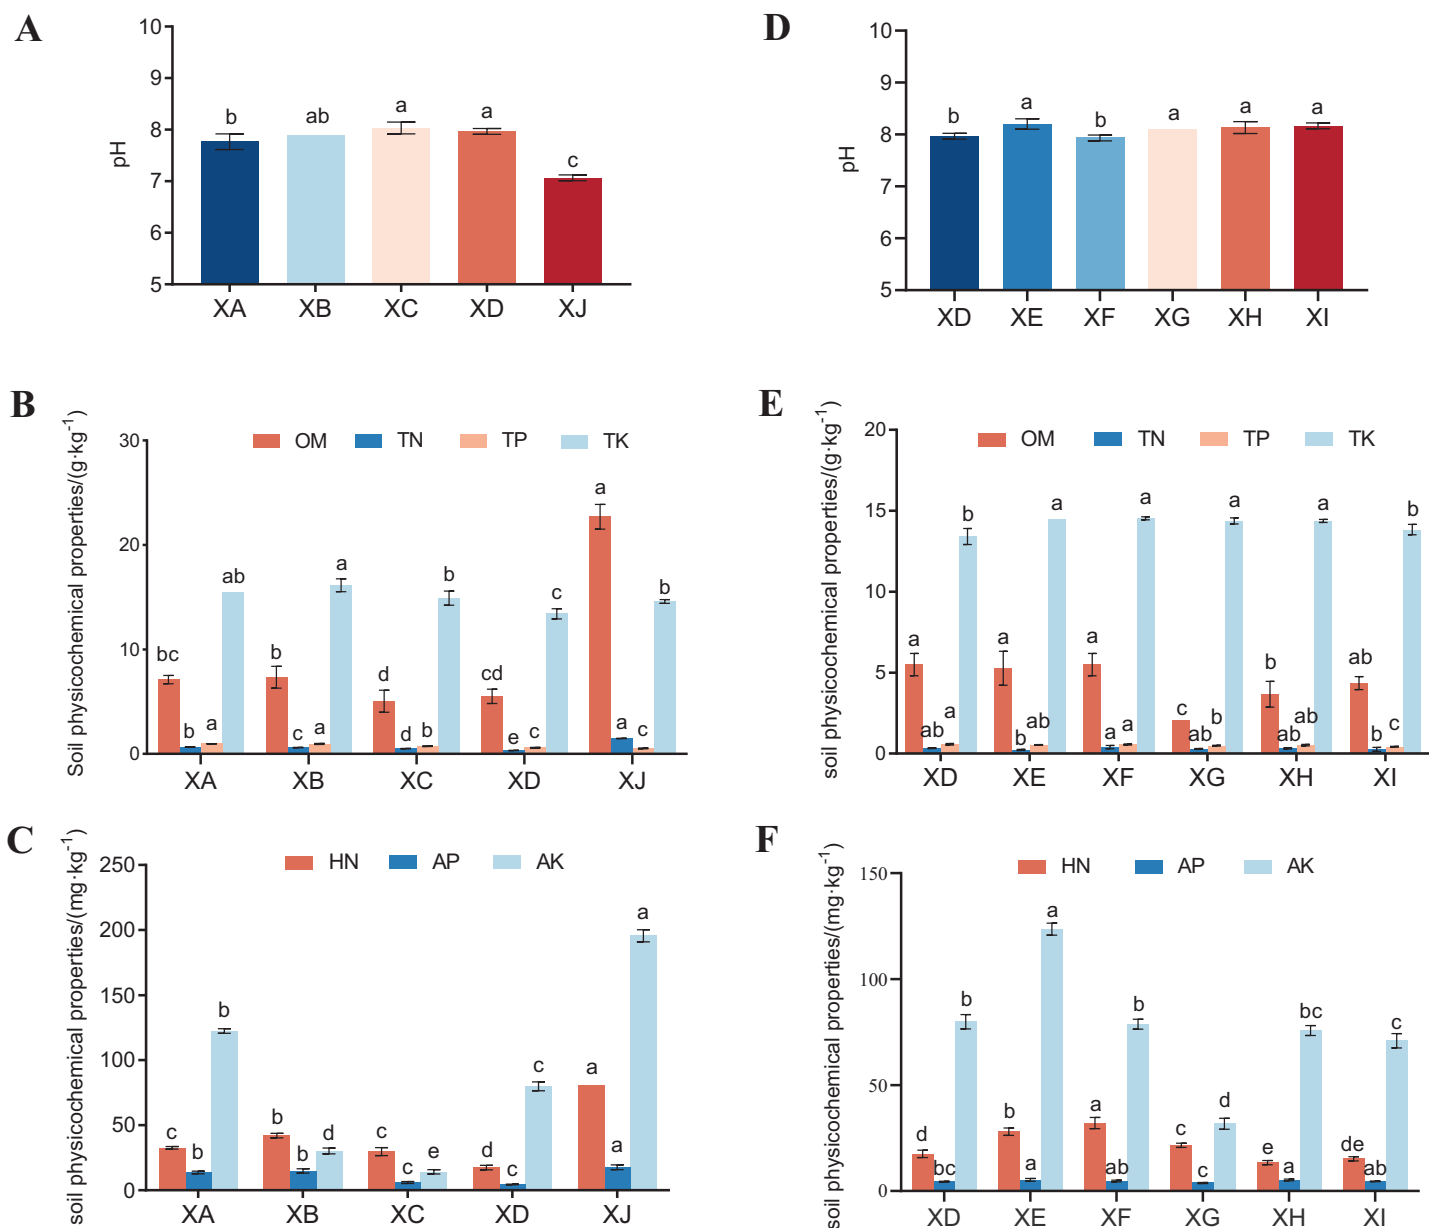 A
10
9
8
7
6
5
pH
b
ab
a
a
c
XA
XB
XC
XD
XJ
D
10
9
8
7
6
5
pH
b
a
b
a
a
a
XD
XE
XF
XG
XH
XI
B
Soil physicochemical properties/(g·kg⁻¹)
30
20
10
0
OM
TN
TP
TK
bc
b
a
ab
b
c
a
a
d
d
b
b
cd
e
c
c
a
a
c
b
XA
XB
XC
XD
XJ
E
soil physicochemical properties/(g·kg⁻¹)
20
15
10
5
0
OM
TN
TP
TK
a
ab
a
b
a
b
ab
a
a
a
a
a
c
ab
b
a
b
ab
ab
a
ab
b
c
b
XD
XE
XF
XG
XH
XI
C
soil physicochemical properties/(mg·kg⁻¹)
250
200
150
100
50
0
HN
AP
AK
c
b
b
b
b
d
c
c
e
d
c
c
a
a
a
XA
XB
XC
XD
XJ
F
soil physicochemical properties/(mg·kg⁻¹)
150
100
50
0
HN
AP
AK
d
bc
b
b
a
a
a
ab
b
c
c
d
e
a
bc
de
ab
c
XD
XE
XF
XG
XH
XI